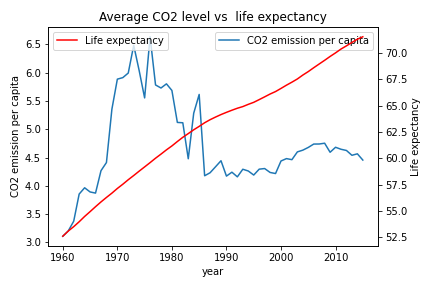 Average CO2 level vs  life expectancy
Life expectancy
CO2 emission per capita
6.5
6.0
5.5
5.0
4.5
4.0
3.5
3.0
CO2 emission per capita
70.0
67.5
65.0
62.5
60.0
57.5
55.0
52.5
Life expectancy
1960 1970 1980 1990 2000 2010
year